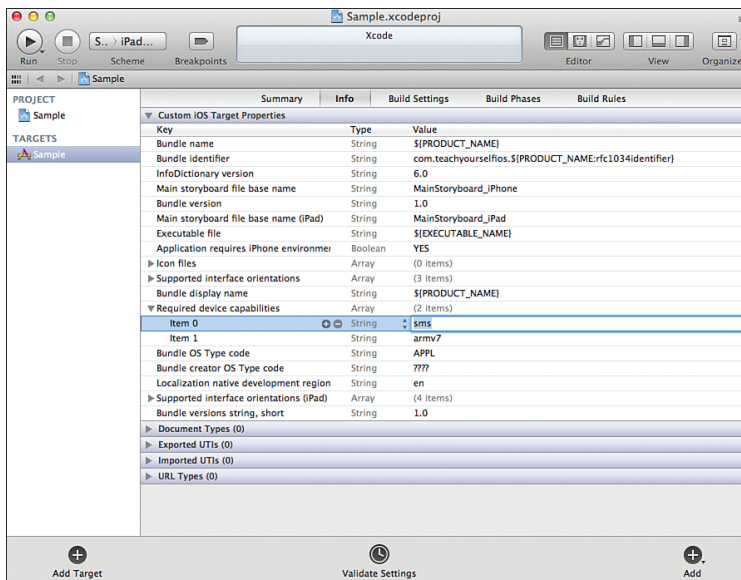 Sample.xcodeproj
S.. iPad...
Xcode
Run Stop Scheme Breakpoints Editor View Organize
Sample
PROJECT
Sample
TARGETS
Sample
Summary Info Build Settings Build Phases Build Rules
Custom iOS Target Properties
Key Type Value
Bundle name String ${PRODUCT_NAME}
Bundle identifier String com.teachyourselfios.${PRODUCT_NAME:rfc1034identifier}
InfoDictionary version String 6.0
Main storyboard file base name String MainStoryboard_iPhone
Bundle version String 1.0
Main storyboard file base name (iPad) String MainStoryboard_iPad
Executable file String ${EXECUTABLE_NAME}
Application requires iPhone environmen Boolean YES
Icon files Array (0 items)
Supported interface orientations Array (3 items)
Bundle display name String ${PRODUCT_NAME}
Required device capabilities Array (2 items)
Item 0 String sms
Item 1 String armv7
Bundle OS Type code String APPL
Bundle creator OS Type code String ????
Localization native development region String en
Supported interface orientations (iPad) Array (4 items)
Bundle versions string, short String 1.0
Document Types (0)
Exported UTIs (0)
Imported UTIs (0)
URL Types (0)
Add Target Validate Settings Add